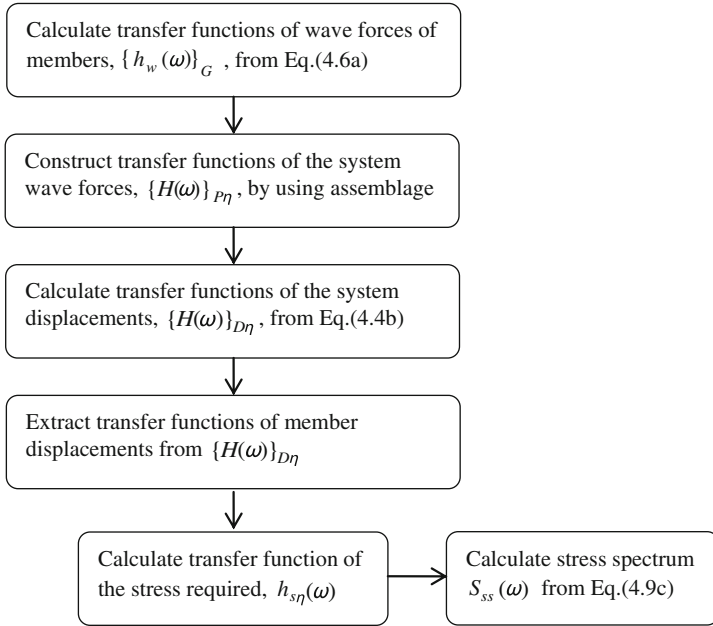 Calculate transfer functions of wave forces of
members, {h_w(ω)}_G , from Eq.(4.6a)
Construct transfer functions of the system
wave forces, {H(ω)}_Pη, by using assemblage
Calculate transfer functions of the system
displacements, {H(ω)}_Dη, from Eq.(4.4b)
Extract transfer functions of member
displacements from {H(ω)}_Dη
Calculate transfer function of
the stress required, h_sη(ω)
Calculate stress spectrum
S_ss(ω) from Eq.(4.9c)